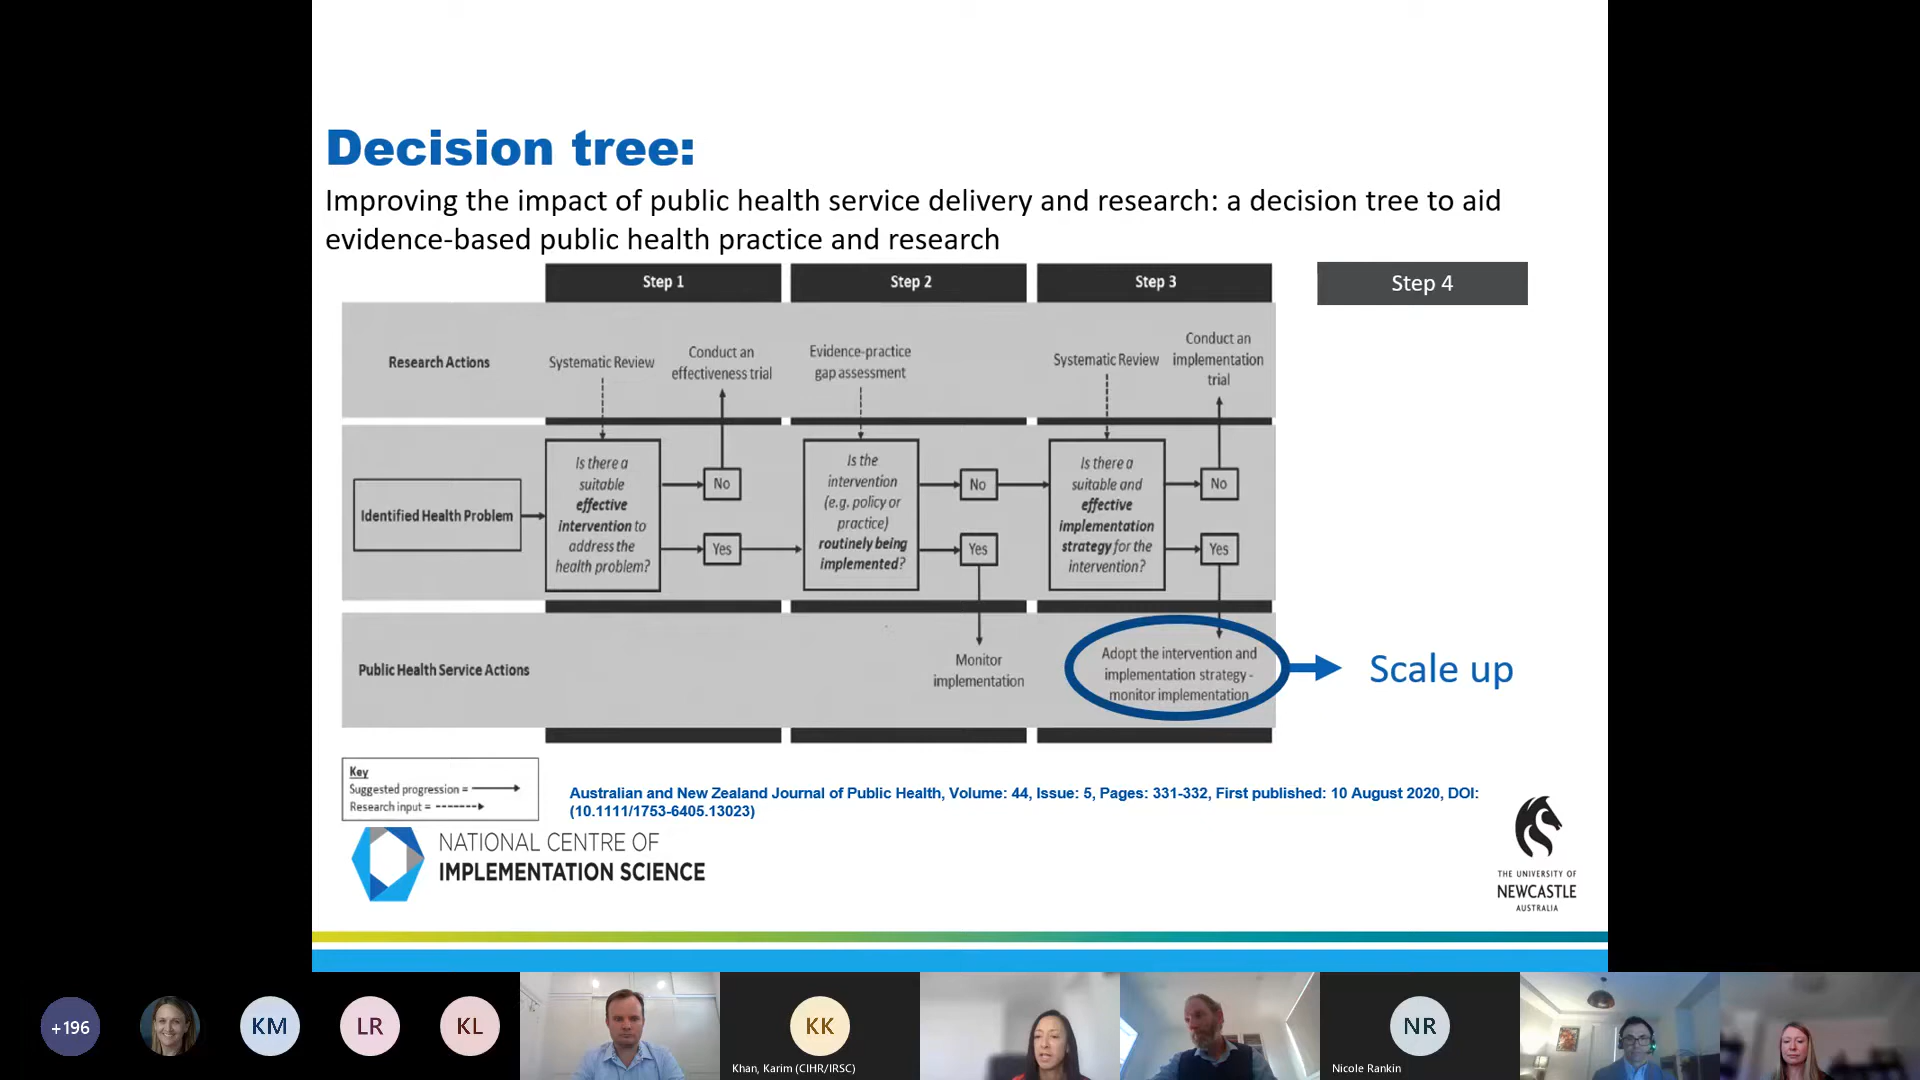 Decision tree:
Improving the impact of public health service delivery and research: a decision tree to aid
evidence-based public health practice and research
Step 1
Step 2
Step 3
Step 4
Research Actions
Systematic Review
Conduct an
effectiveness trial
Evidence-practice
gap assessment
Systematic Review
Conduct an
implementation
trial
Identified Health Problem
Is there a
suitable
effective
intervention to
address the
health problem?
No
Yes
Is the
intervention
(e.g. policy or
practice)
routinely being
implemented?
No
Yes
Is there a
suitable and
effective
implementation
strategy for the
intervention?
No
Yes
Public Health Service Actions
Monitor
implementation
Adopt the intervention and
implementation strategy -
monitor implementation
Scale up
Key
Suggested progression =
Research input =
Australian and New Zealand Journal of Public Health, Volume: 44, Issue: 5, Pages: 331-332, First published: 10 August 2020, DOI:
(10.1111/1753-6405.13023)
NATIONAL CENTRE OF
IMPLEMENTATION SCIENCE
THE UNIVERSITY OF
NEWCASTLE
AUSTRALIA
+196
KM
LR
KL
KK
Khan, Karim (CIHR/IRSC)
NR
Nicole Rankin